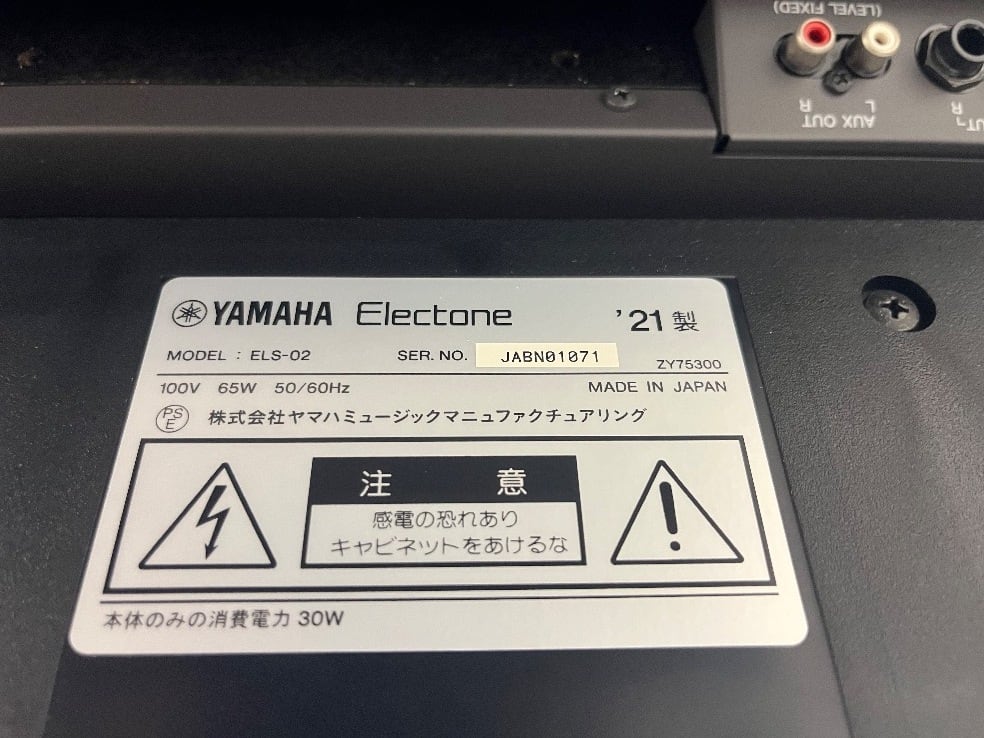 (LEVEL FIXED)
R
L
R
AUX OUT
YAMAHA Electone '21製
MODEL : ELS-02 SER. NO. JABN01071 ZY75300
100V 65W 50/60Hz MADE IN JAPAN
PSE 株式会社ヤマハミュージックマニュファクチュアリング
注意
感電の恐れあり
キャビネットをあけるな
本体のみの消費電力 30W